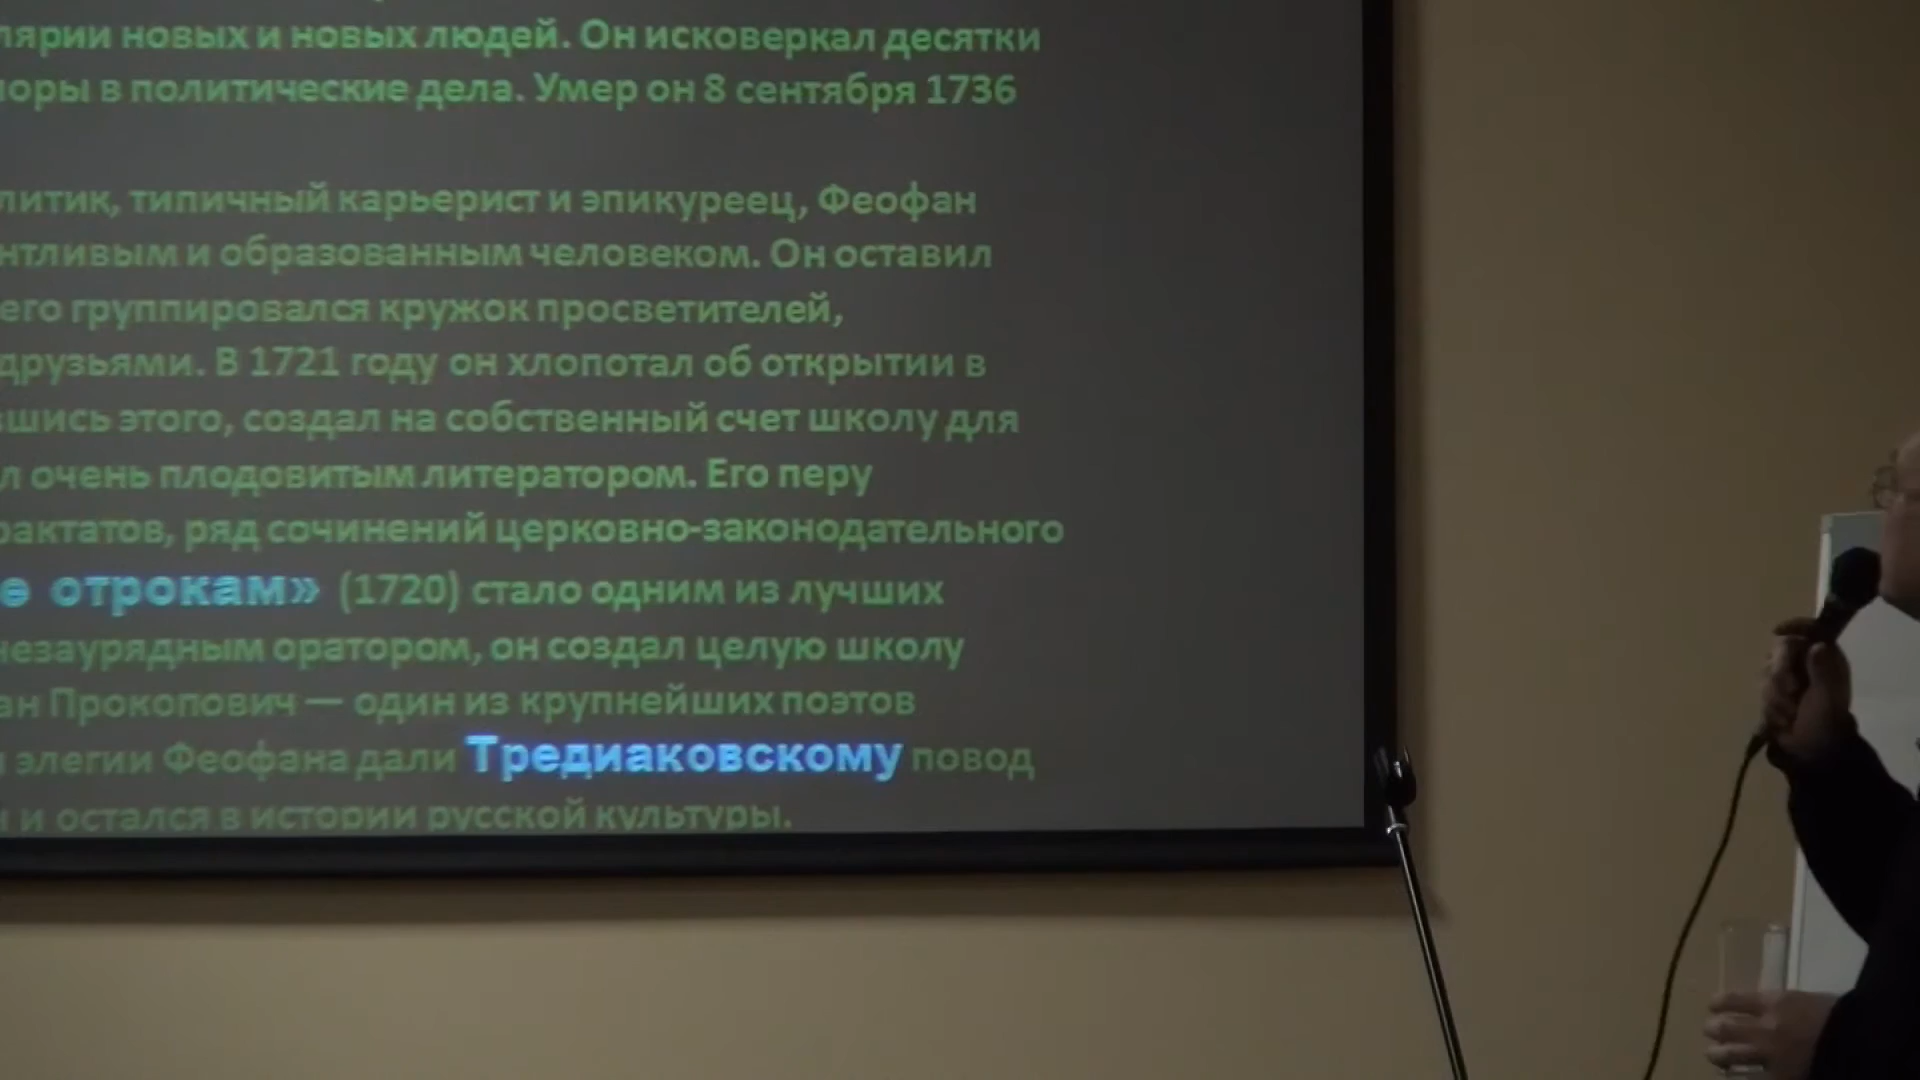 лярии новых и новых людей. Он исковеркал десятки
поры в политические дела. Умер он 8 сентября 1736
литик, типичный карьерист и эпикуреец, Феофан
нтливым и образованным человеком. Он оставил
его группировался кружок просветителей,
друзьями. В 1721 году он хлопотал об открытии в
вшись этого, создал на собственный счет школу для
л очень плодовитым литератором. Его перу
рактатов, ряд сочинений церковно-законодательного
е отрокам» (1720) стало одним из лучших
незаурядным оратором, он создал целую школу
ан Прокопович — один из крупнейших поэтов
и элегии Феофана дали Тредиаковскому повод
н и остался в истории русской культуры.